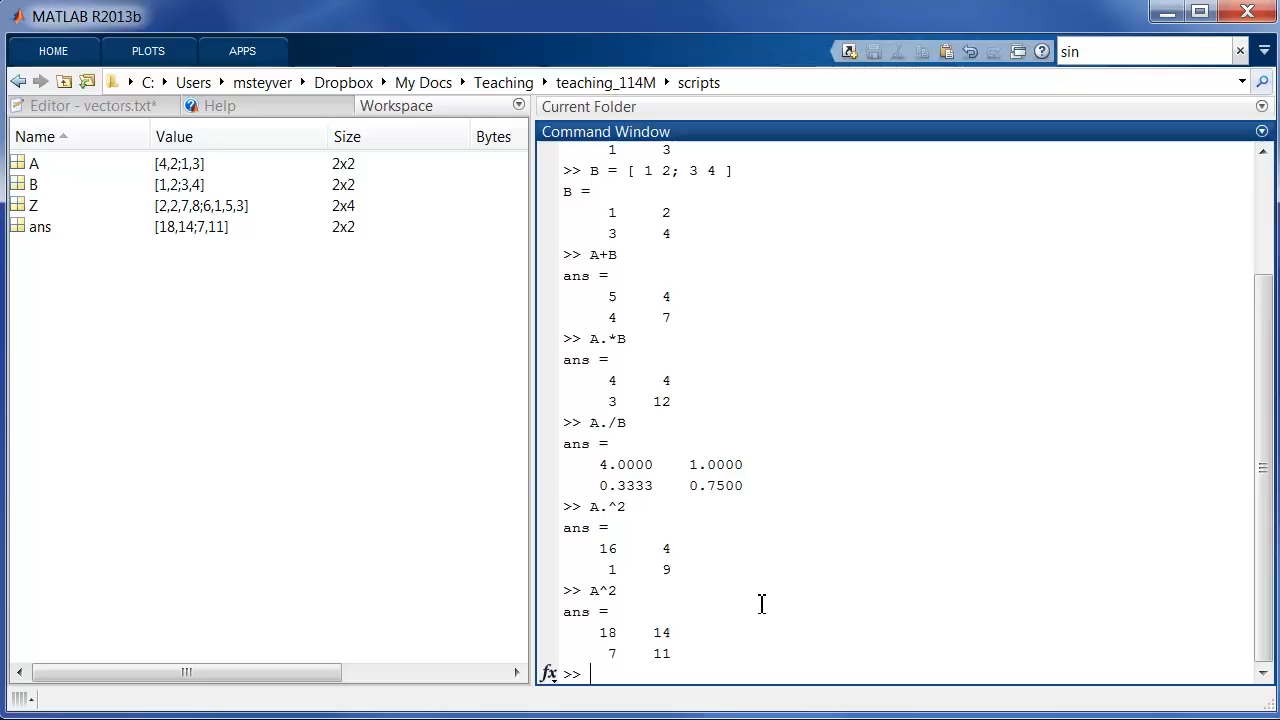 MATLAB R2013b
HOME PLOTS APPS sin
C: Users msteyver Dropbox My Docs Teaching teaching_114M scripts
Editor - vectors.txt* Help Workspace
Name Value Size Bytes
A [4,2;1,3] 2x2
B [1,2;3,4] 2x2
Z [2,2,7,8;6,1,5,3] 2x4
ans [18,14;7,11] 2x2
Current Folder
Command Window
1 3
>> B = [ 1 2; 3 4 ]
B =
1 2
3 4
>> A+B
ans =
5 4
4 7
>> A.*B
ans =
4 4
3 12
>> A./B
ans =
4.0000 1.0000
0.3333 0.7500
>> A.^2
ans =
16 4
1 9
>> A^2
ans =
18 14
7 11
fx >>